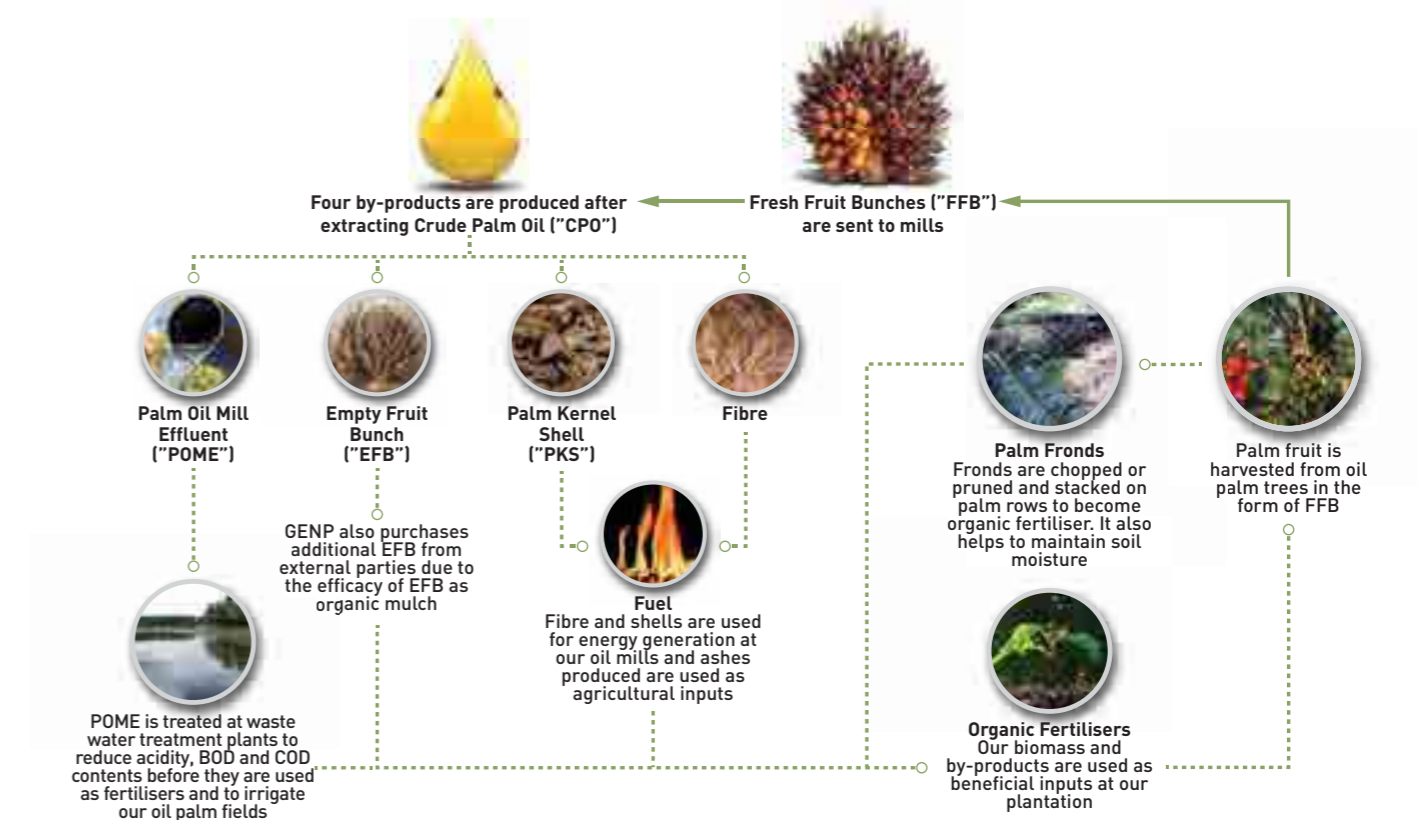 Four by-products are produced after
extracting Crude Palm Oil (”CPO”)
Fresh Fruit Bunches (”FFB”)
are sent to mills
Palm Oil Mill
Effluent
(”POME”)
Empty Fruit
Bunch
(”EFB”)
Palm Kernel
Shell
(”PKS”)
Fibre
Palm Fronds
Fronds are chopped or
pruned and stacked on
palm rows to become
organic fertiliser. It also
helps to maintain soil
moisture
Palm fruit is
harvested from oil
palm trees in the
form of FFB
GENP also purchases
additional EFB from
external parties due to
the efficacy of EFB as
organic mulch
Fuel
Fibre and shells are used
for energy generation at
our oil mills and ashes
produced are used as
agricultural inputs
POME is treated at waste
water treatment plants to
reduce acidity, BOD and COD
contents before they are used
as fertilisers and to irrigate
our oil palm fields
Organic Fertilisers
Our biomass and
by-products are used as
beneficial inputs at our
plantation